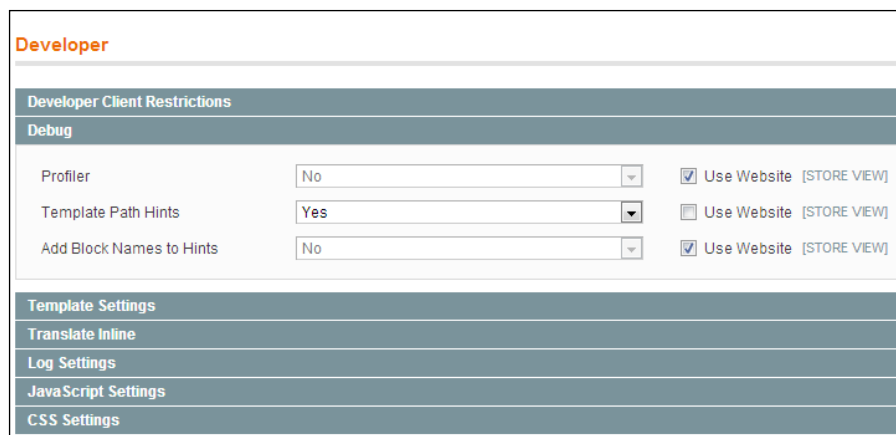 Developer
Developer Client Restrictions
Debug
Profiler No Use Website [STORE VIEW]
Template Path Hints Yes Use Website [STORE VIEW]
Add Block Names to Hints No Use Website [STORE VIEW]
Template Settings
Translate Inline
Log Settings
JavaScript Settings
CSS Settings